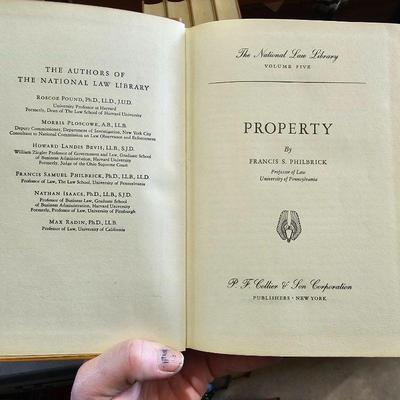 THE AUTHORS OF
THE NATIONAL LAW LIBRARY
ROSCOE POUND, PH.D., LL.D., J.U.D.
University Professor at Harvard
Formerly, Dean of The Law School of Harvard University
MORRIS PLOSCOWE, A.B., LL.B.
Deputy Commissioner, Department of Investigation, New York City
Committee to National Commission on Law Observance and Enforcement
HOWARD LANDIS BEVIS, LL.B., S.J.D.
William Ziegler Professor of Government and Law, Graduate School
of Business Administration, Harvard University
Formerly, Judge of the Ohio Supreme Court
FRANCIS SAMUEL PHILBRICK, PH.D., LL.B., LL.D.
Professor of Law, The Law School, University of Pennsylvania
NATHAN ISAACS, PH.D., LL.B., S.J.D.
Professor of Business Law, Graduate School
of Business Administration, Harvard University
Formerly, Professor of Law, University of Pittsburgh
MAX RADIN, PH.D., LL.B.
Professor of Law, University of California
The National Law Library
VOLUME FIVE
PROPERTY
By
FRANCIS S. PHILBRICK
Professor of Law
University of Pennsylvania
P. F. Collier & Son Corporation
PUBLISHERS · NEW YORK